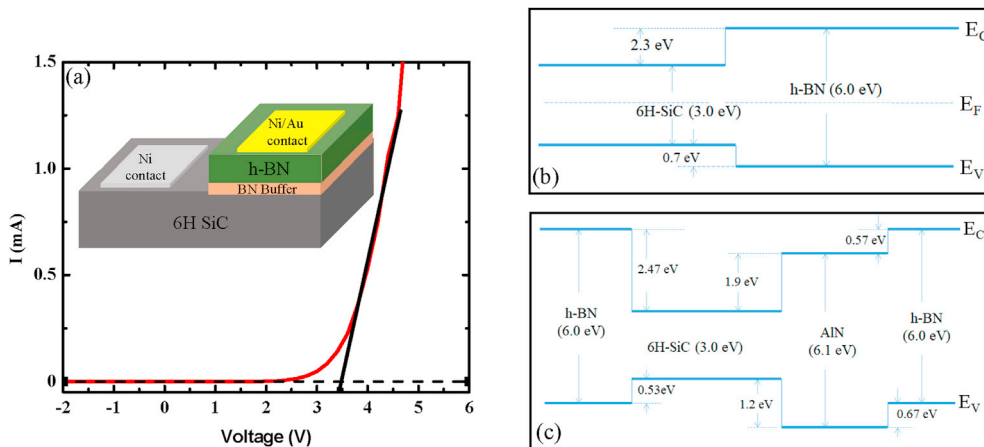 (a)
1.5
1.0
0.5
0
I (mA)
-2 -1 0 1 2 3 4 5 6
Voltage (V)
Ni
contact
Ni/Au
contact
h-BN
BN Buffer
6H SiC
2.3 eV
h-BN (6.0 eV)
6H-SiC (3.0 eV)
0.7 eV
E_F
E_V
(b)
E_C
0.57 eV
2.47 eV
1.9 eV
h-BN
(6.0 eV)
AlN
(6.1 eV)
h-BN
(6.0 eV)
6H-SiC (3.0 eV)
0.53eV
1.2 eV
0.67 eV
E_V
(c)